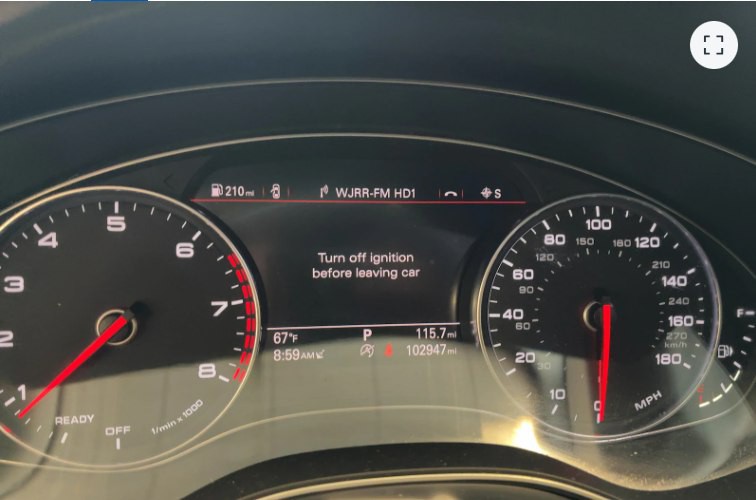 210 mi WJRR-FM HD1 S
Turn off ignition
before leaving car
67°F P 115.7 mi
8:59 AM 102947 mi
1 2 3 4 5 6 7 8
READY
OFF
1/min x 1000
0 10 20 40 60 80 100 120 140 160 180
30 60 90 120 150 180 210 240 270
km/h
MPH
F